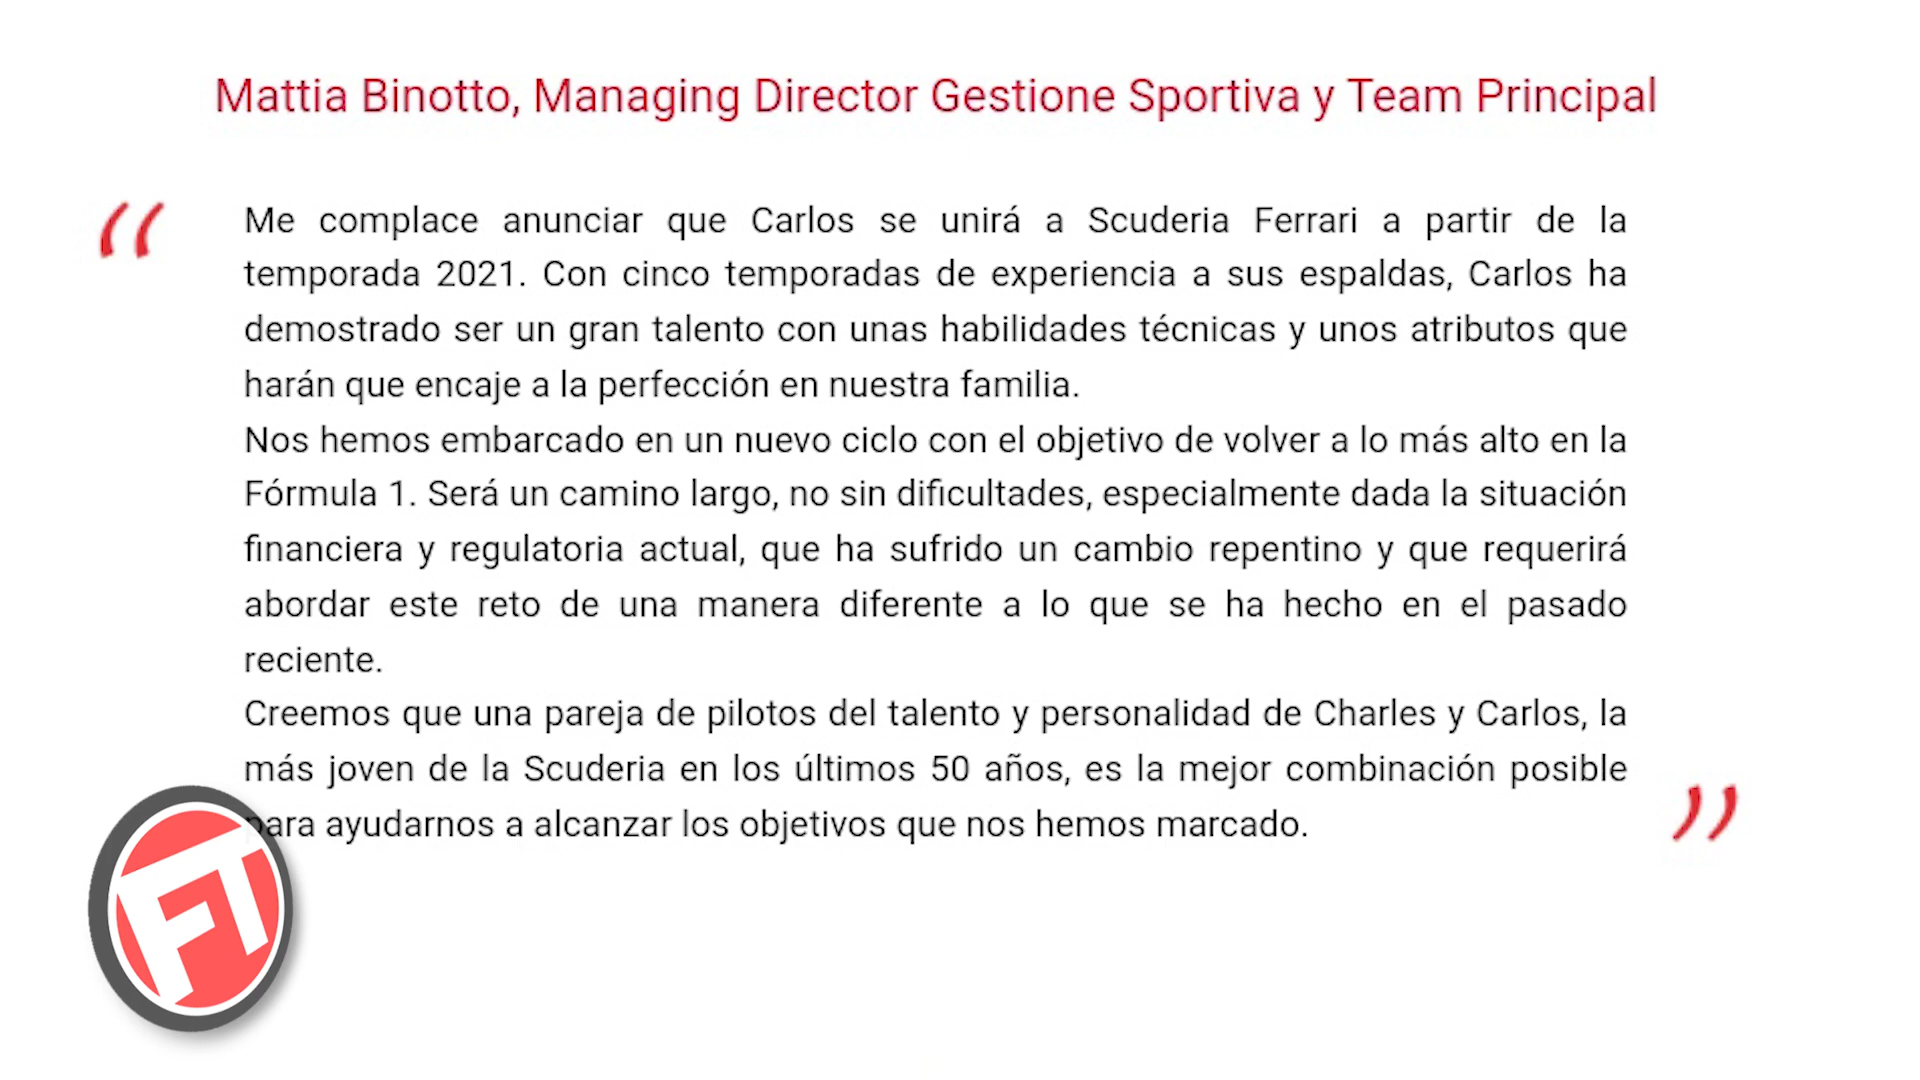 Mattia Binotto, Managing Director Gestione Sportiva y Team Principal
“ Me complace anunciar que Carlos se unirá a Scuderia Ferrari a partir de la
temporada 2021. Con cinco temporadas de experiencia a sus espaldas, Carlos ha
demostrado ser un gran talento con unas habilidades técnicas y unos atributos que
harán que encaje a la perfección en nuestra familia.
Nos hemos embarcado en un nuevo ciclo con el objetivo de volver a lo más alto en la
Fórmula 1. Será un camino largo, no sin dificultades, especialmente dada la situación
financiera y regulatoria actual, que ha sufrido un cambio repentino y que requerirá
abordar este reto de una manera diferente a lo que se ha hecho en el pasado
reciente.
Creemos que una pareja de pilotos del talento y personalidad de Charles y Carlos, la
más joven de la Scuderia en los últimos 50 años, es la mejor combinación posible
para ayudarnos a alcanzar los objetivos que nos hemos marcado. ”
FT